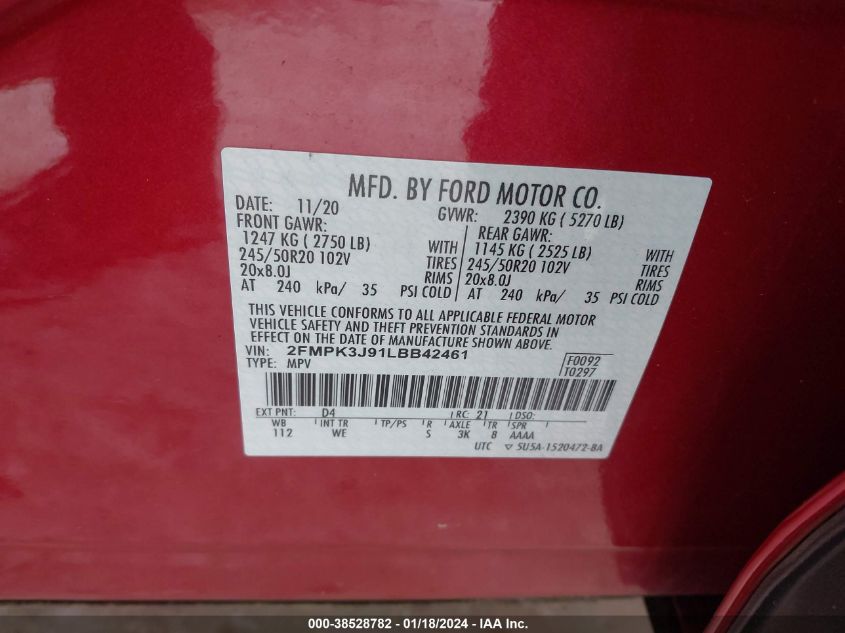 MFD. BY FORD MOTOR CO.
DATE: 11/20 GVWR: 2390 KG ( 5270 LB)
FRONT GAWR: REAR GAWR:
1247 KG ( 2750 LB) WITH 1145 KG ( 2525 LB) WITH
245/50R20 102V TIRES 245/50R20 102V TIRES
20x8.0J RIMS 20x8.0J RIMS
AT 240 kPa/ 35 PSI COLD AT 240 kPa/ 35 PSI COLD
THIS VEHICLE CONFORMS TO ALL APPLICABLE FEDERAL MOTOR
VEHICLE SAFETY AND THEFT PREVENTION STANDARDS IN
EFFECT ON THE DATE OF MANUFACTURE SHOWN ABOVE.
VIN: 2FMPK3J91LBB42461 F0092
TYPE: MPV T0297
EXT PNT: D4 RC: 21 DSO:
WB INT TR TP/PS R AXLE TR SPR
112 WE S 3K 8 AAAA
UTC ▽ 5U5A-1520472-BA
000-38528782 - 01/18/2024 - IAA Inc.